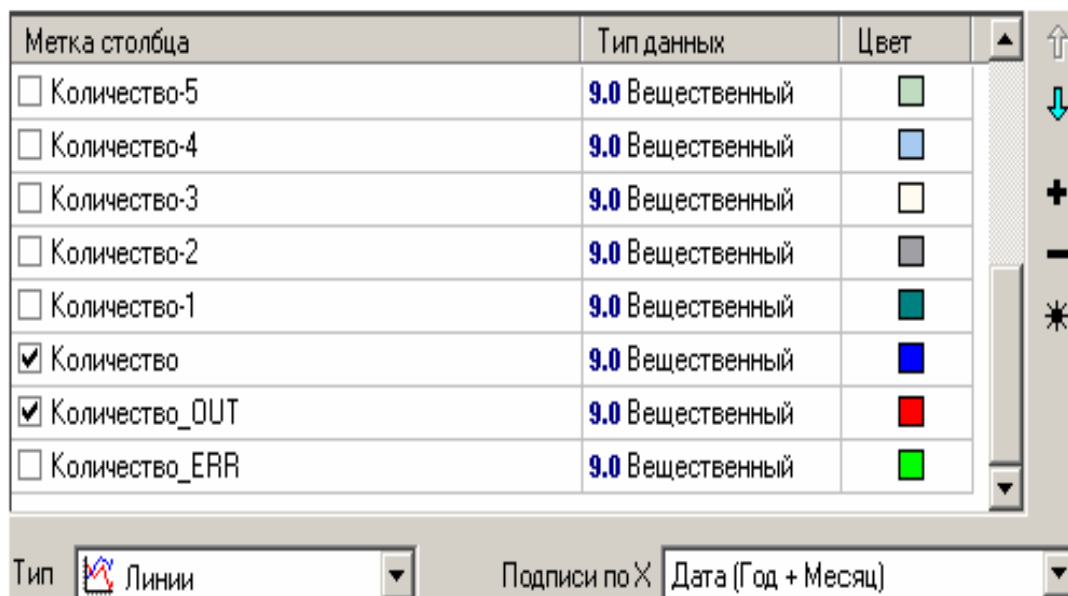 Метка столбца Тип данных Цвет
Количество-5 9.0 Вещественный
Количество-4 9.0 Вещественный
Количество-3 9.0 Вещественный
Количество-2 9.0 Вещественный
Количество-1 9.0 Вещественный
Количество 9.0 Вещественный
Количество_OUT 9.0 Вещественный
Количество_ERR 9.0 Вещественный
Тип Линии Подписи по X Дата (Год + Месяц)